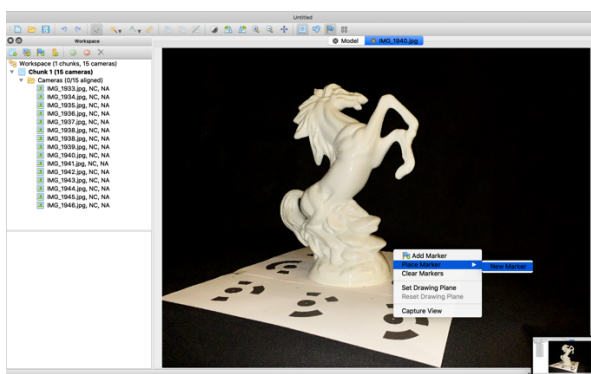 Untitled
Workspace
Model
IMG_1940.jpg
Workspace (1 chunks, 15 cameras)
Chunk 1 (15 cameras)
Cameras (0/15 aligned)
IMG_1933.jpg, NC, NA
IMG_1934.jpg, NC, NA
IMG_1935.jpg, NC, NA
IMG_1936.jpg, NC, NA
IMG_1937.jpg, NC, NA
IMG_1938.jpg, NC, NA
IMG_1938.jpg, NC, NA
IMG_1939.jpg, NC, NA
IMG_1940.jpg, NC, NA
IMG_1941.jpg, NC, NA
IMG_1942.jpg, NC, NA
IMG_1943.jpg, NC, NA
IMG_1944.jpg, NC, NA
IMG_1945.jpg, NC, NA
IMG_1946.jpg, NC, NA
Add Marker
Place Marker
New Marker
Clear Markers
Set Drawing Plane
Reset Drawing Plane
Capture View